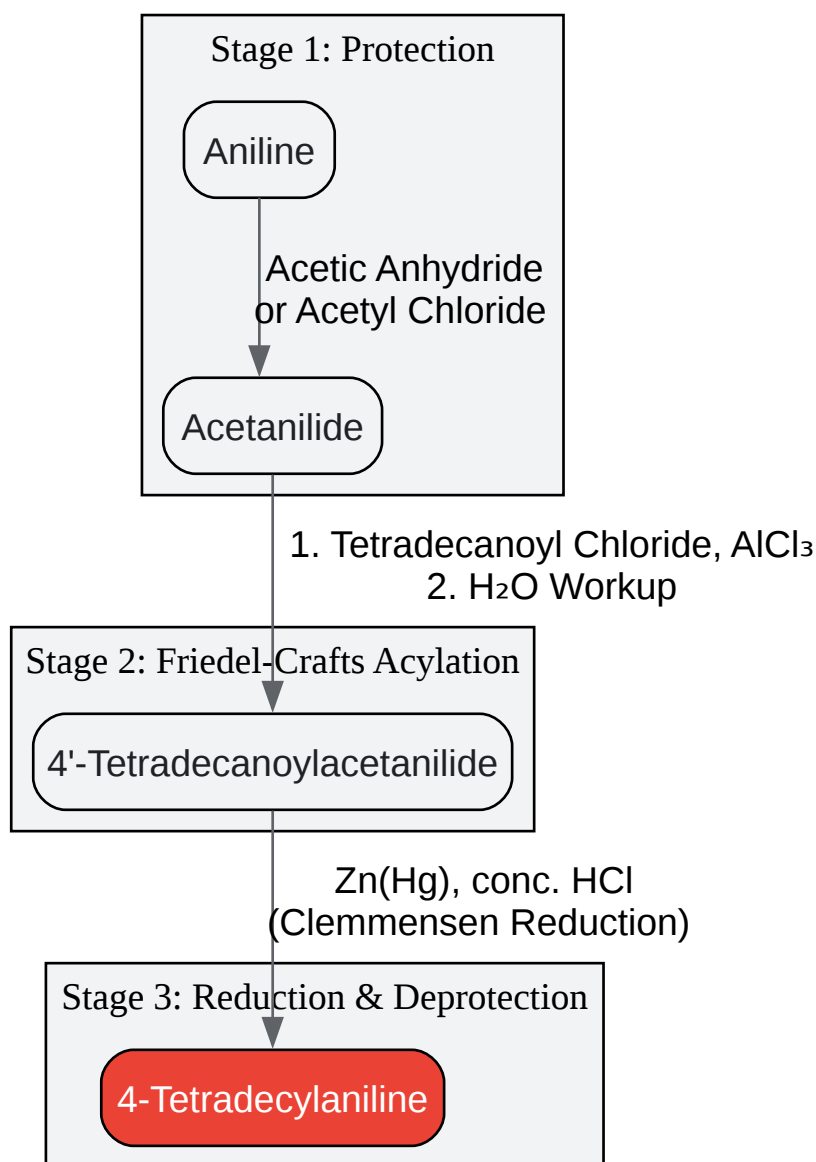 Stage 1: Protection
Aniline
Acetic Anhydride
or Acetyl Chloride
Acetanilide
1. Tetradecanoyl Chloride, AlCl₃
2. H₂O Workup
Stage 2: Friedel-Crafts Acylation
4'-Tetradecanoylacetanilide
Zn(Hg), conc. HCl
(Clemmensen Reduction)
Stage 3: Reduction & Deprotection
4-Tetradecylaniline